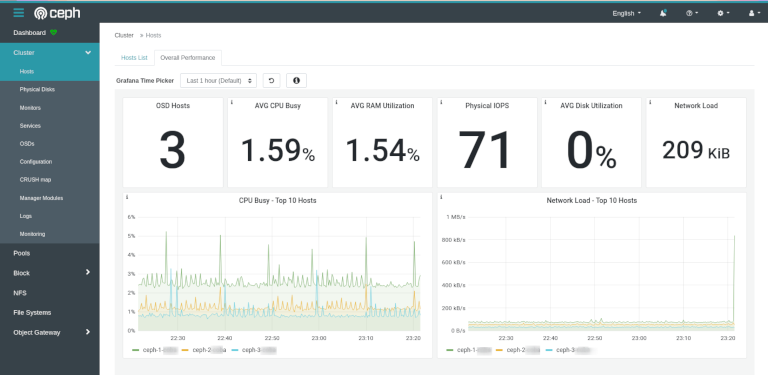 ceph
English
Dashboard
Cluster
Hosts
Physical Disks
Monitors
Services
OSDs
Configuration
CRUSH map
Manager Modules
Logs
Monitoring
Pools
Block
NFS
File Systems
Object Gateway
Cluster » Hosts
Hosts List Overall Performance
Grafana Time Picker Last 1 hour (Default)
OSD Hosts
3
AVG CPU Busy
1.59%
AVG RAM Utilization
1.54%
Physical IOPS
71
AVG Disk Utilization
0%
Network Load
209 KiB
CPU Busy - Top 10 Hosts
6%
5%
4%
3%
2%
1%
0%
22:30 22:40 22:50 23:00 23:10 23:20
ceph-1- ceph-2- ceph-3-
Network Load - Top 10 Hosts
1 MB/s
800 kB/s
600 kB/s
400 kB/s
200 kB/s
0 B/s
22:30 22:40 22:50 23:00 23:10 23:20
ceph-1- ceph-2- ceph-3-